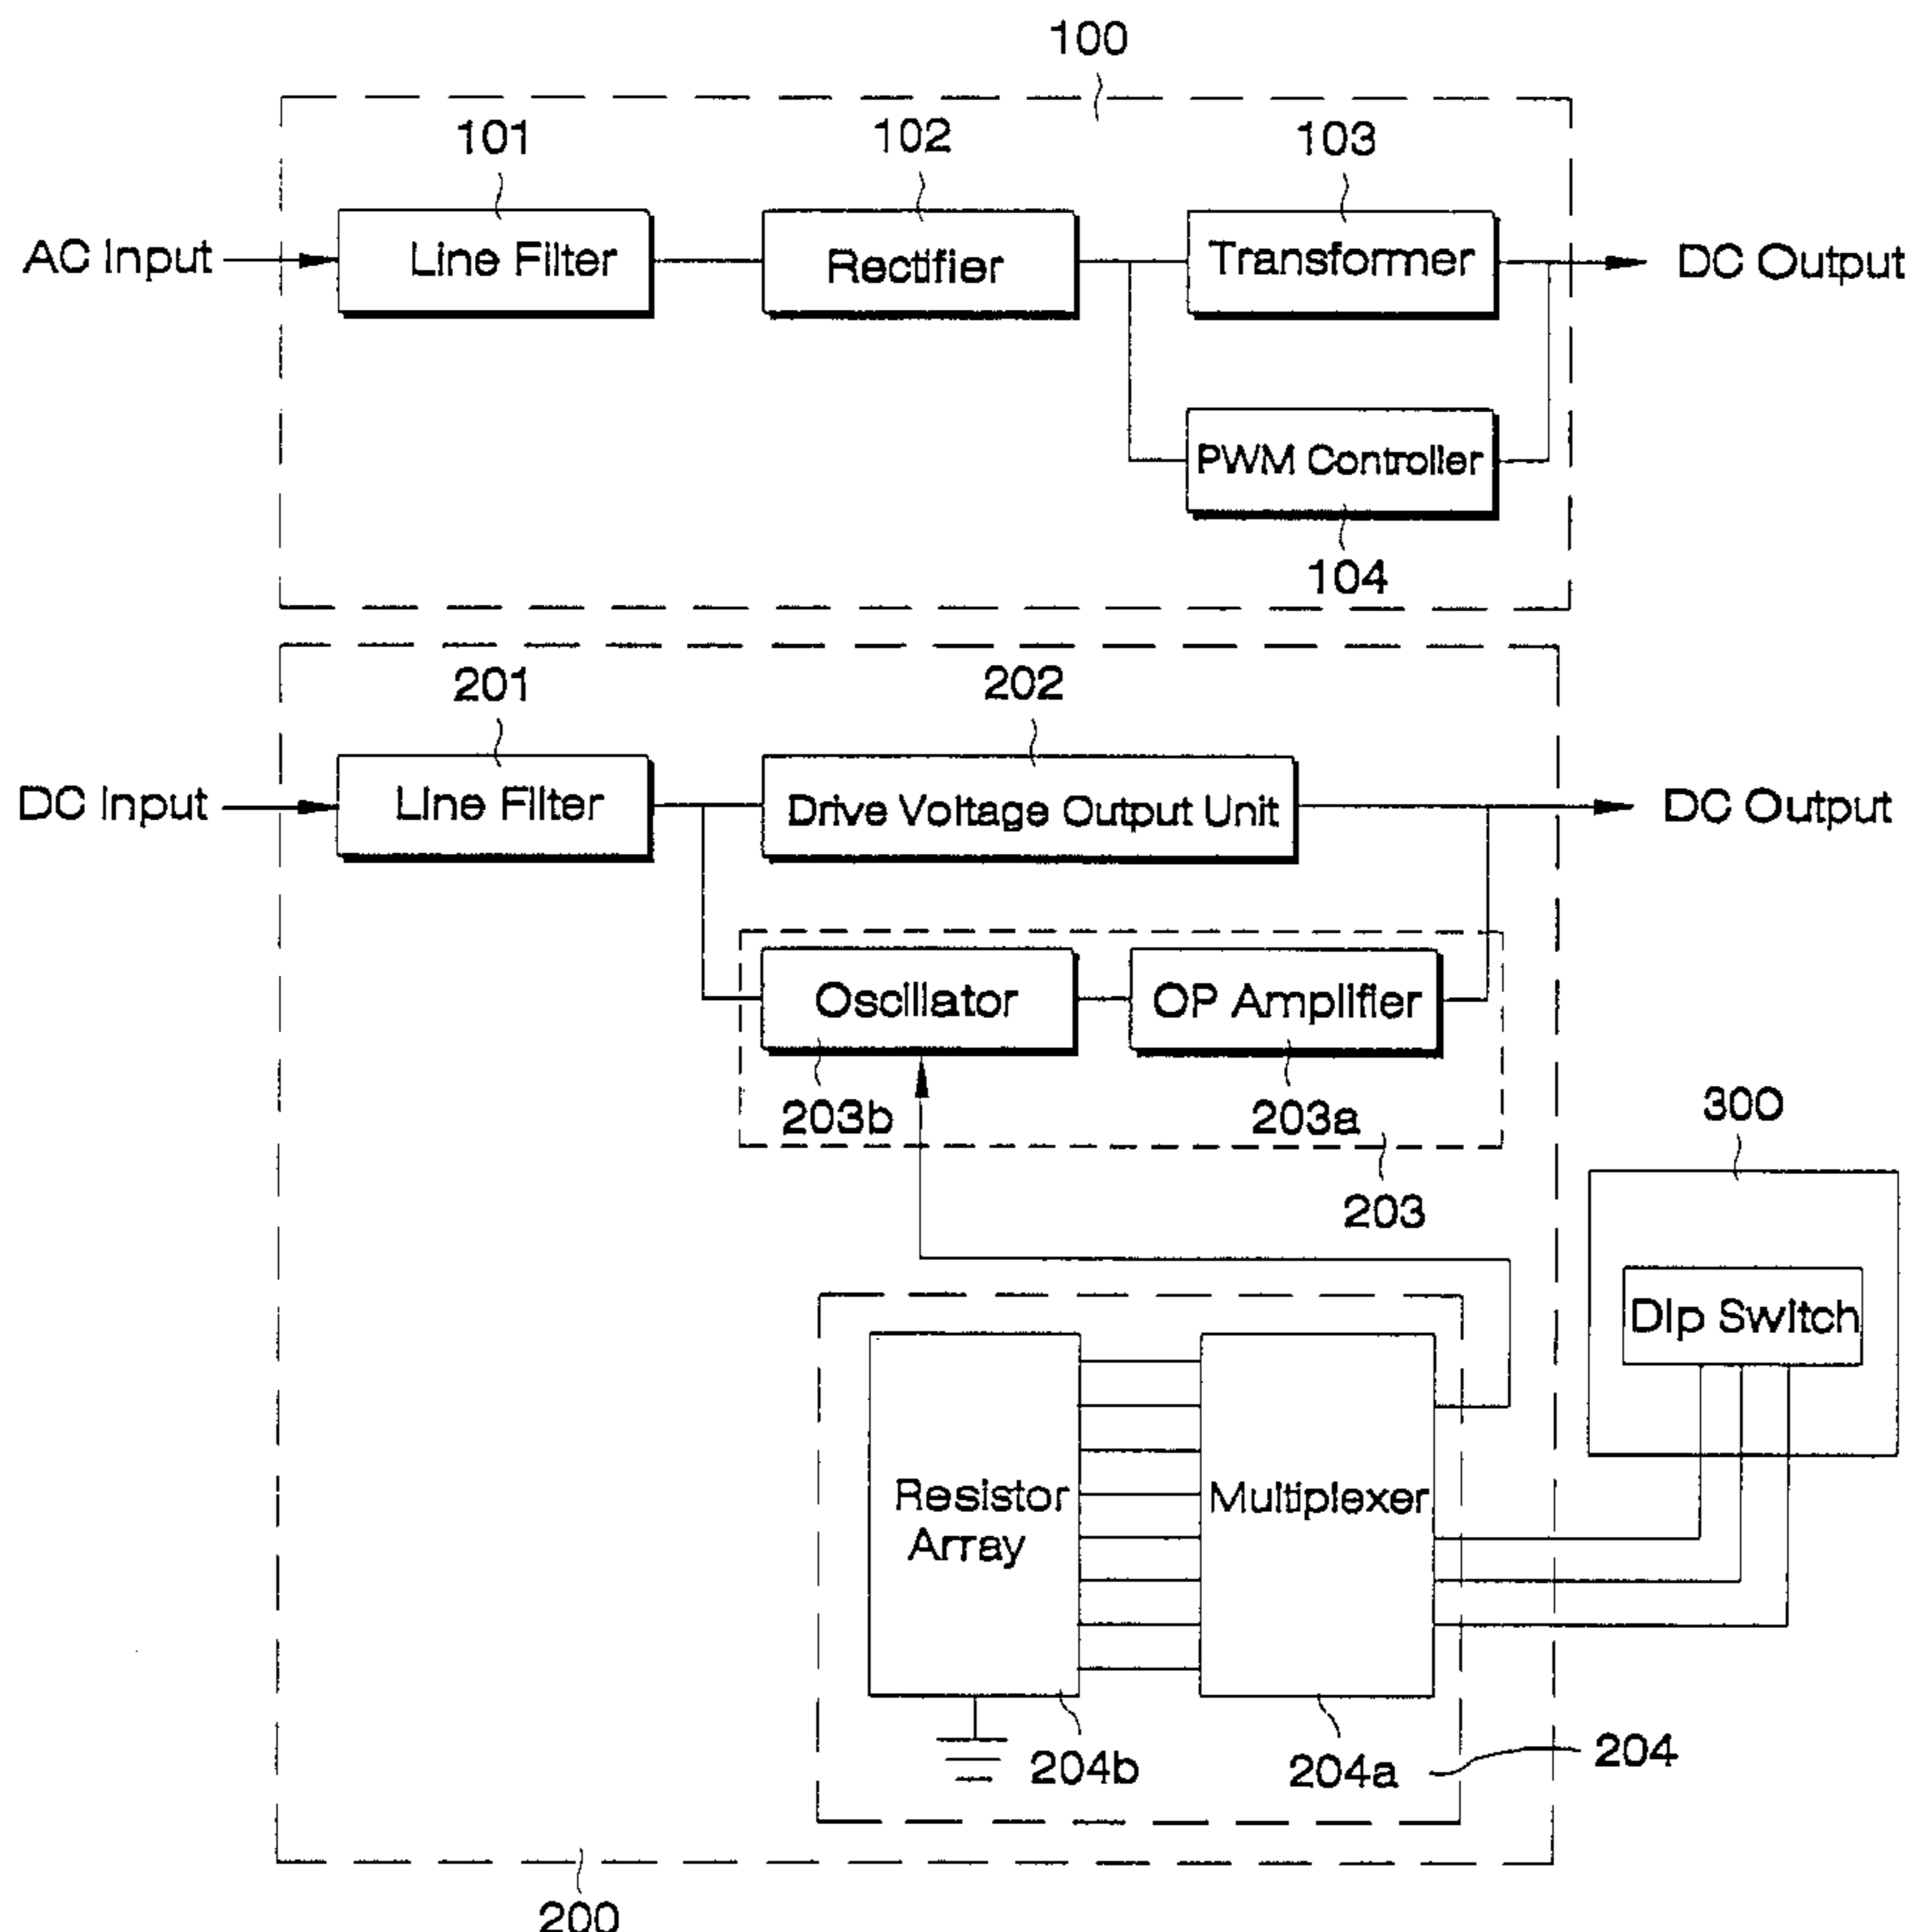 100
101
102
103
AC Input
Line Filter
Rectifier
Transformer
DC Output
PWM Controller
104
201
202
DC Input
Line Filter
Drive Voltage Output Unit
DC Output
Oscillator
OP Amplifier
203b
203a
203
300
Dip Switch
Resistor
Array
Multiplexer
204b
204a
204
200